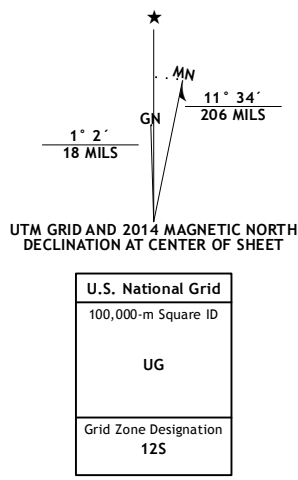 ★
MN
GN
11° 34´
206 MILS
1° 2´
18 MILS
UTM GRID AND 2014 MAGNETIC NORTH
DECLINATION AT CENTER OF SHEET
U.S. National Grid
100,000-m Square ID
UG
Grid Zone Designation
12S